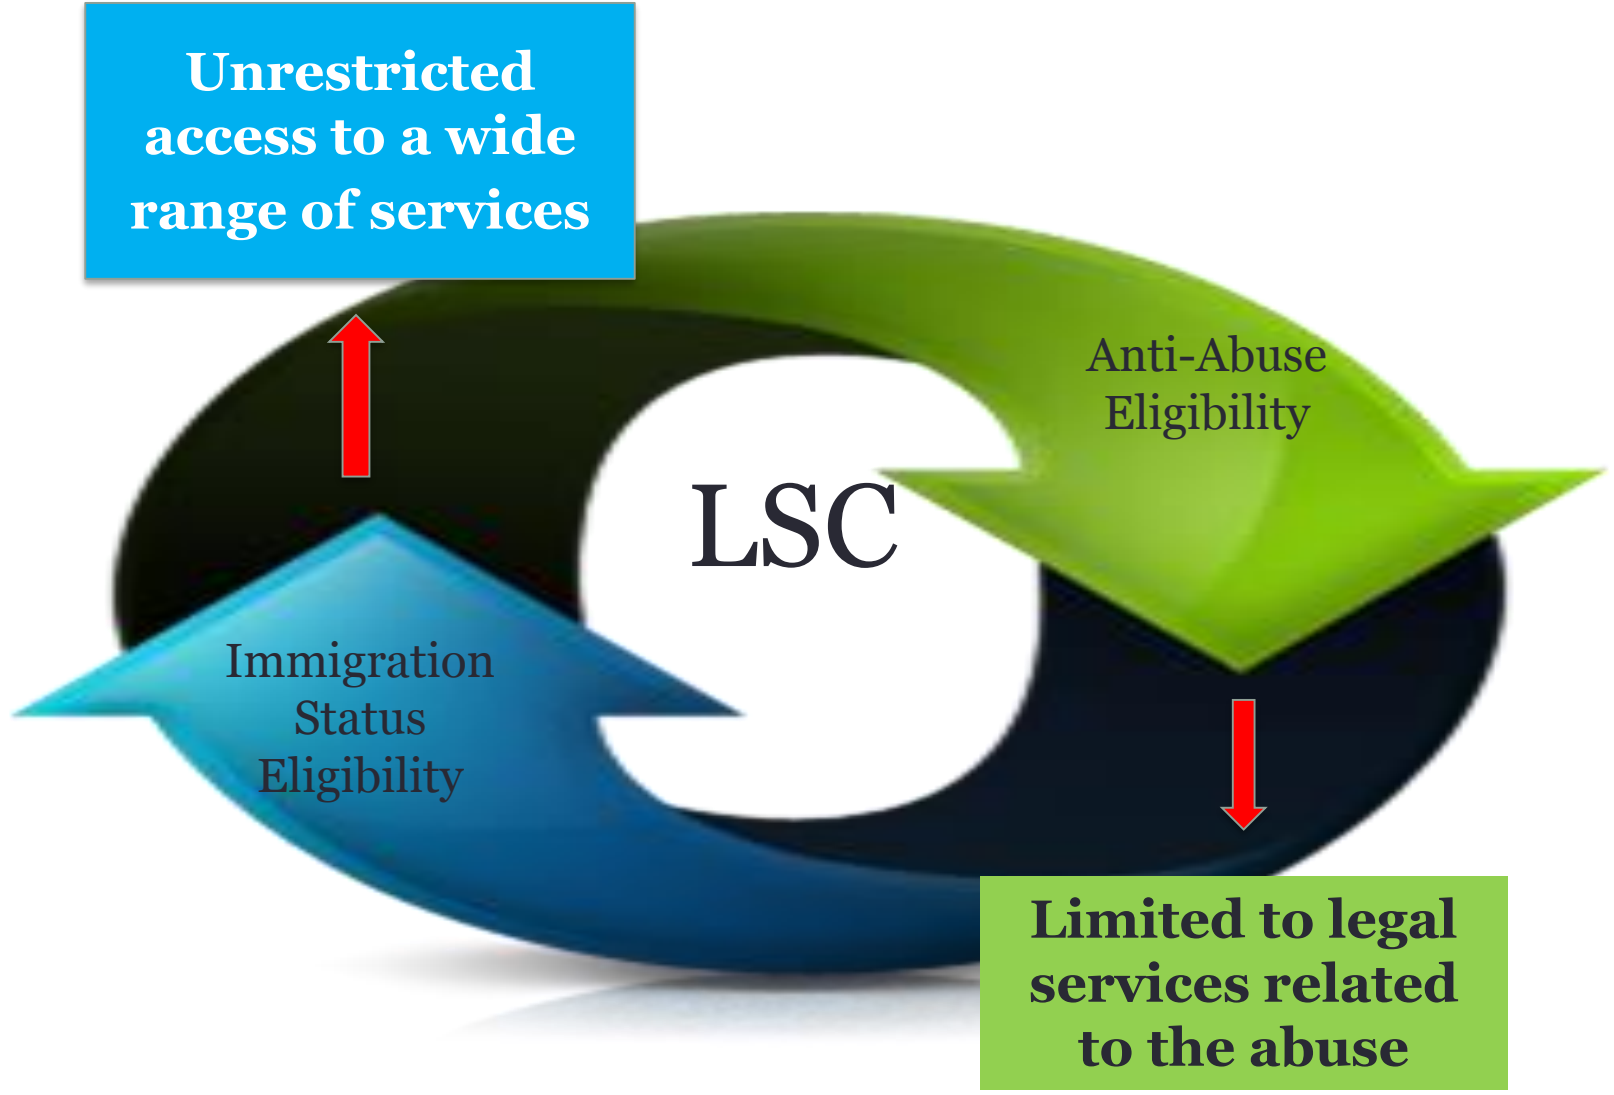 Unrestricted
access to a wide
range of services
Anti-Abuse
Eligibility
LSC
Immigration
Status
Eligibility
Limited to legal
services related
to the abuse